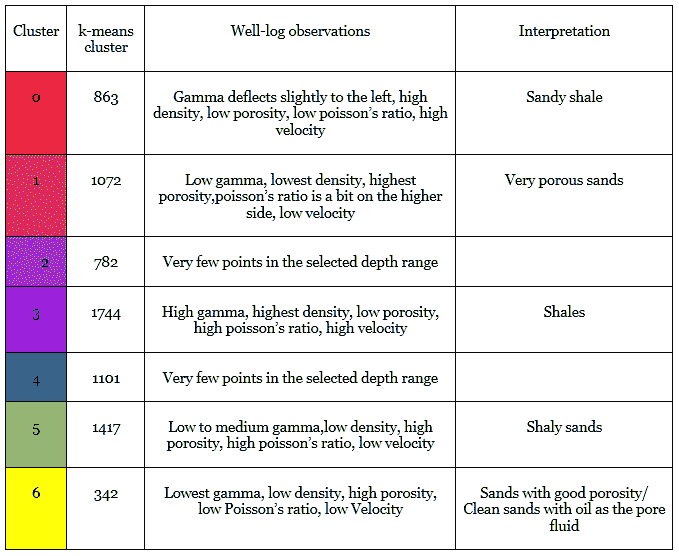 Cluster
k-means
cluster
Well-log observations
Interpretation
0
863
Gamma deflects slightly to the left, high
density, low porosity, low poisson's ratio, high
velocity
Sandy shale
1
1072
Low gamma, lowest density, highest
porosity,poisson's ratio is a bit on the higher
side, low velocity
Very porous sands
2
782
Very few points in the selected depth range
3
1744
High gamma, highest density, low porosity,
high poisson's ratio, high velocity
Shales
4
1101
Very few points in the selected depth range
5
1417
Low to medium gamma,low density, high
porosity, high poisson's ratio, low velocity
Shaly sands
6
342
Lowest gamma, low density, high porosity,
low Poisson's ratio, low Velocity
Sands with good porosity/
Clean sands with oil as the pore
fluid